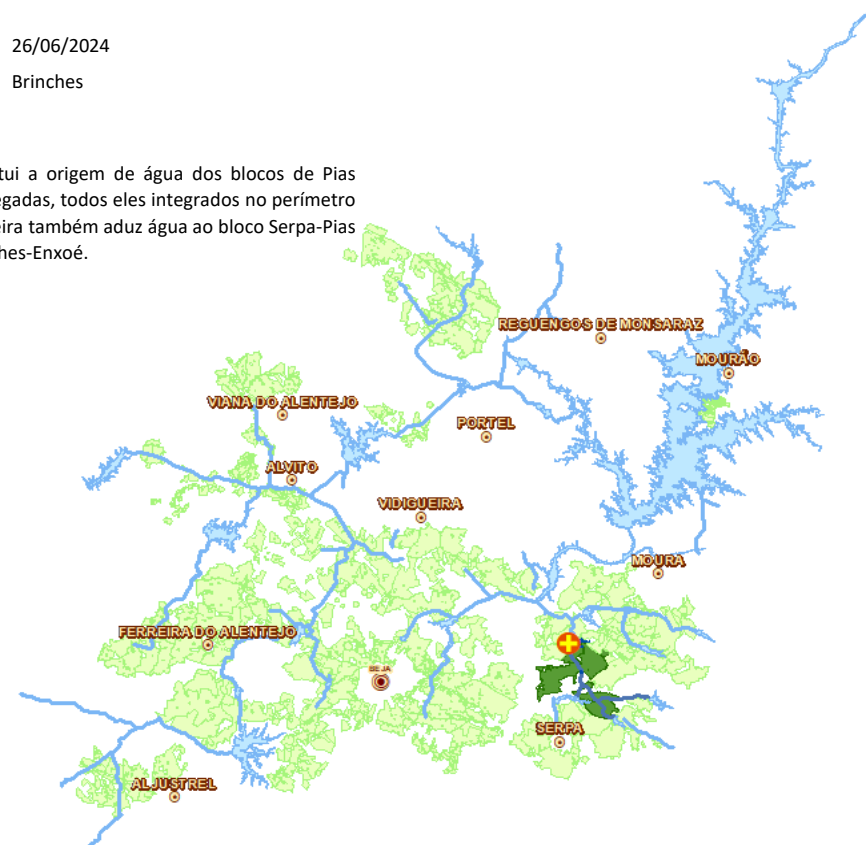 26/06/2024
Brinches
tui a origem de água dos blocos de Pias
egadas, todos eles integrados no perímetro
eira também aduz água ao bloco Serpa-Pias
hes-Enxoé.
REGUENGOS DE MONSARAZ
MOURÃO
VIANA DO ALENTEJO
PORTEL
ALVITO
VIDIGUEIRA
MOURA
FERREIRA DO ALENTEJO
BEJA
SERPA
ALJUSTREL